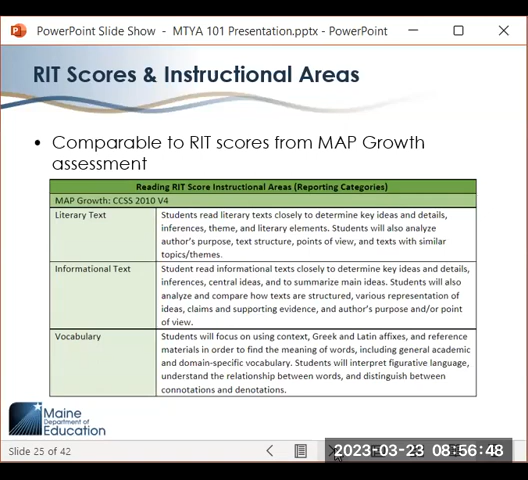 PowerPoint Slide Show - MTYA 101 Presentation.pptx - PowerPoint
RIT Scores & Instructional Areas
• Comparable to RIT scores from MAP Growth
assessment
Reading RIT Score Instructional Areas (Reporting Categories)
MAP Growth: CCSS 2010 V4
Literary Text
Students read literary texts closely to determine key ideas and details,
inferences, theme, and literary elements. Students will also analyze
author's purpose, text structure, points of view, and texts with similar
topics/themes.
Informational Text
Student read informational texts closely to determine key ideas and details,
inferences, central ideas, and to summarize main ideas. Students will also
analyze and compare how texts are structured, various representation of
ideas, claims and supporting evidence, and author's purpose and/or point
of view.
Vocabulary
Students will focus on using context, Greek and Latin affixes, and reference
materials in order to find the meaning of words, including general academic
and domain-specific vocabulary. Students will interpret figurative language,
understand the relationship between words, and distinguish between
connotations and denotations.
Maine
Department of
Education
Slide 25 of 42
2023-03-23 08:56:48